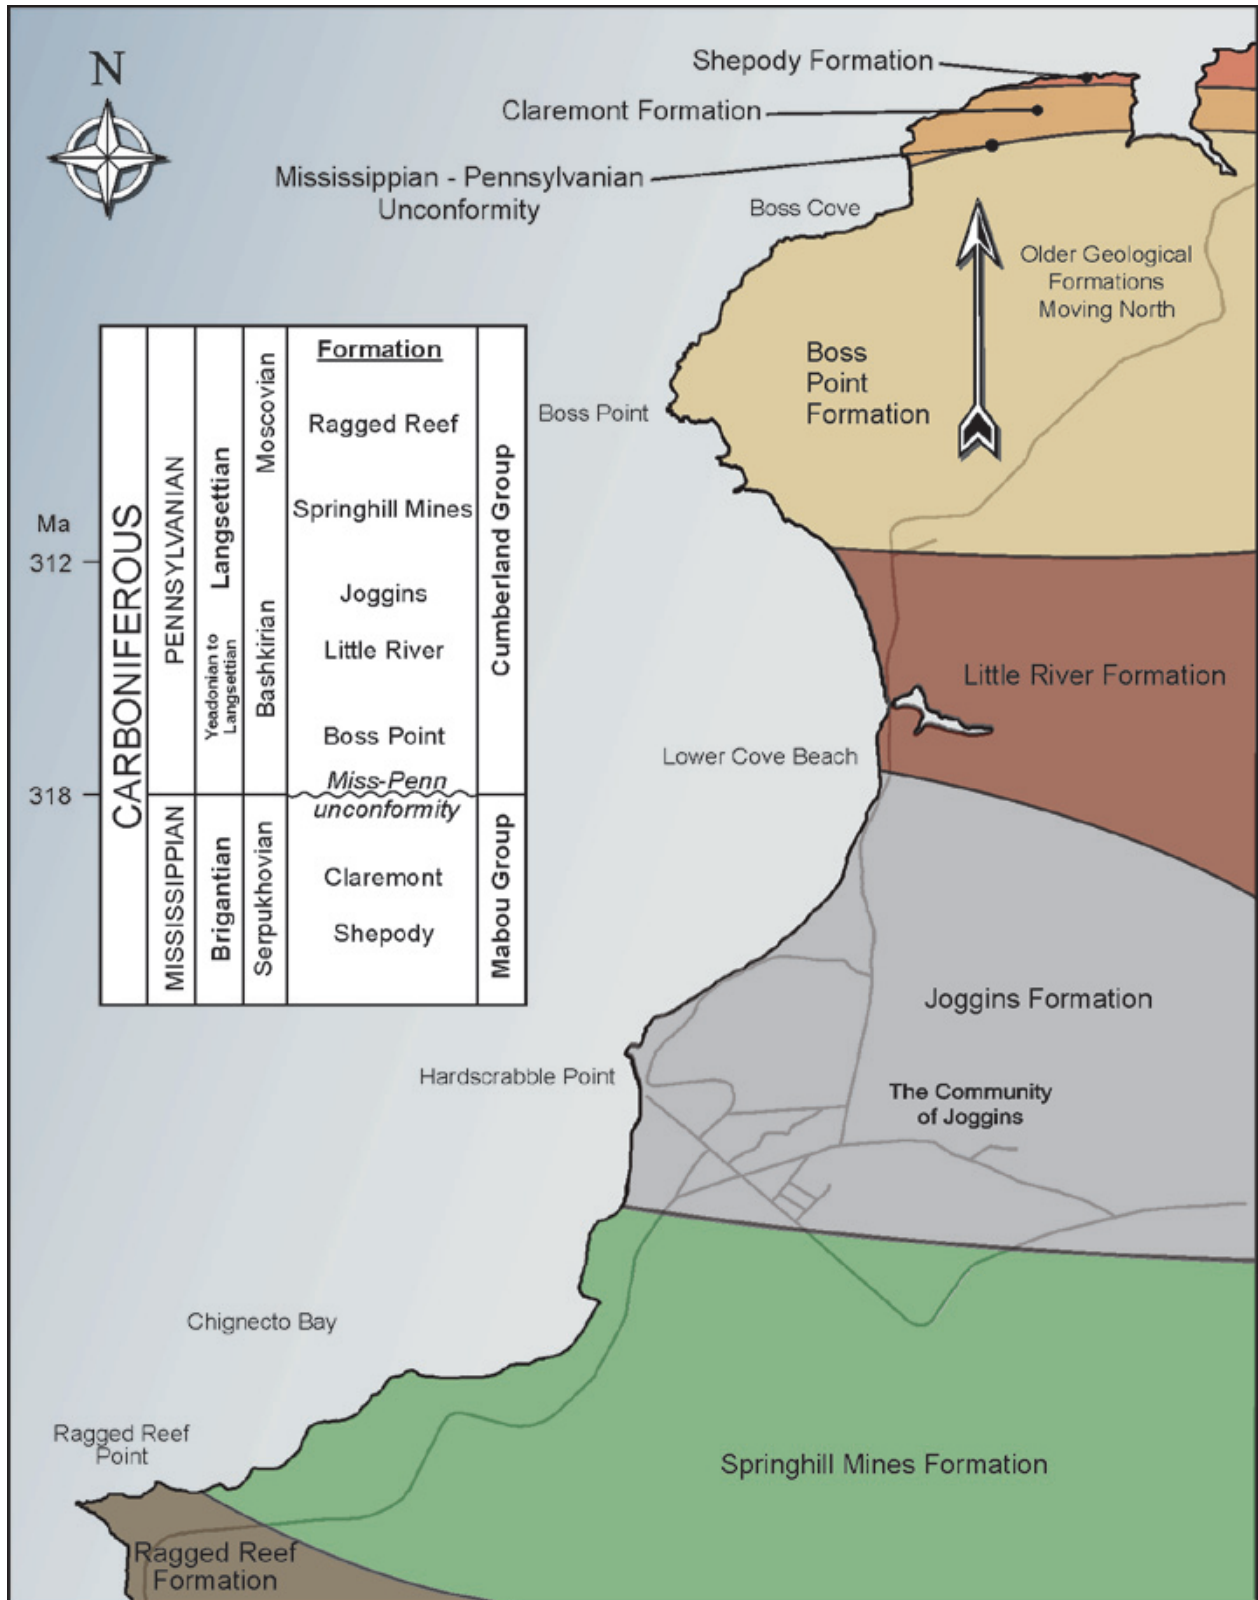 N
Shepody Formation
Claremont Formation
Mississippian - Pennsylvanian
Unconformity
Boss Cove
Older Geological
Formations
Moving North
Boss
Point
Formation
Boss Point
Ma
312
318
CARBONIFEROUS
PENNSYLVANIAN
MISSISSIPPIAN
Langsettian
Yeadonian to
Langsettian
Brigantian
Moscovian
Bashkirian
Serpukhovian
Formation
Ragged Reef
Springhill Mines
Joggins
Little River
Boss Point
Miss-Penn
unconformity
Claremont
Shepody
Cumberland Group
Mabou Group
Little River Formation
Lower Cove Beach
Joggins Formation
Hardscrabble Point
The Community
of Joggins
Chignecto Bay
Ragged Reef
Point
Springhill Mines Formation
Ragged Reef
Formation